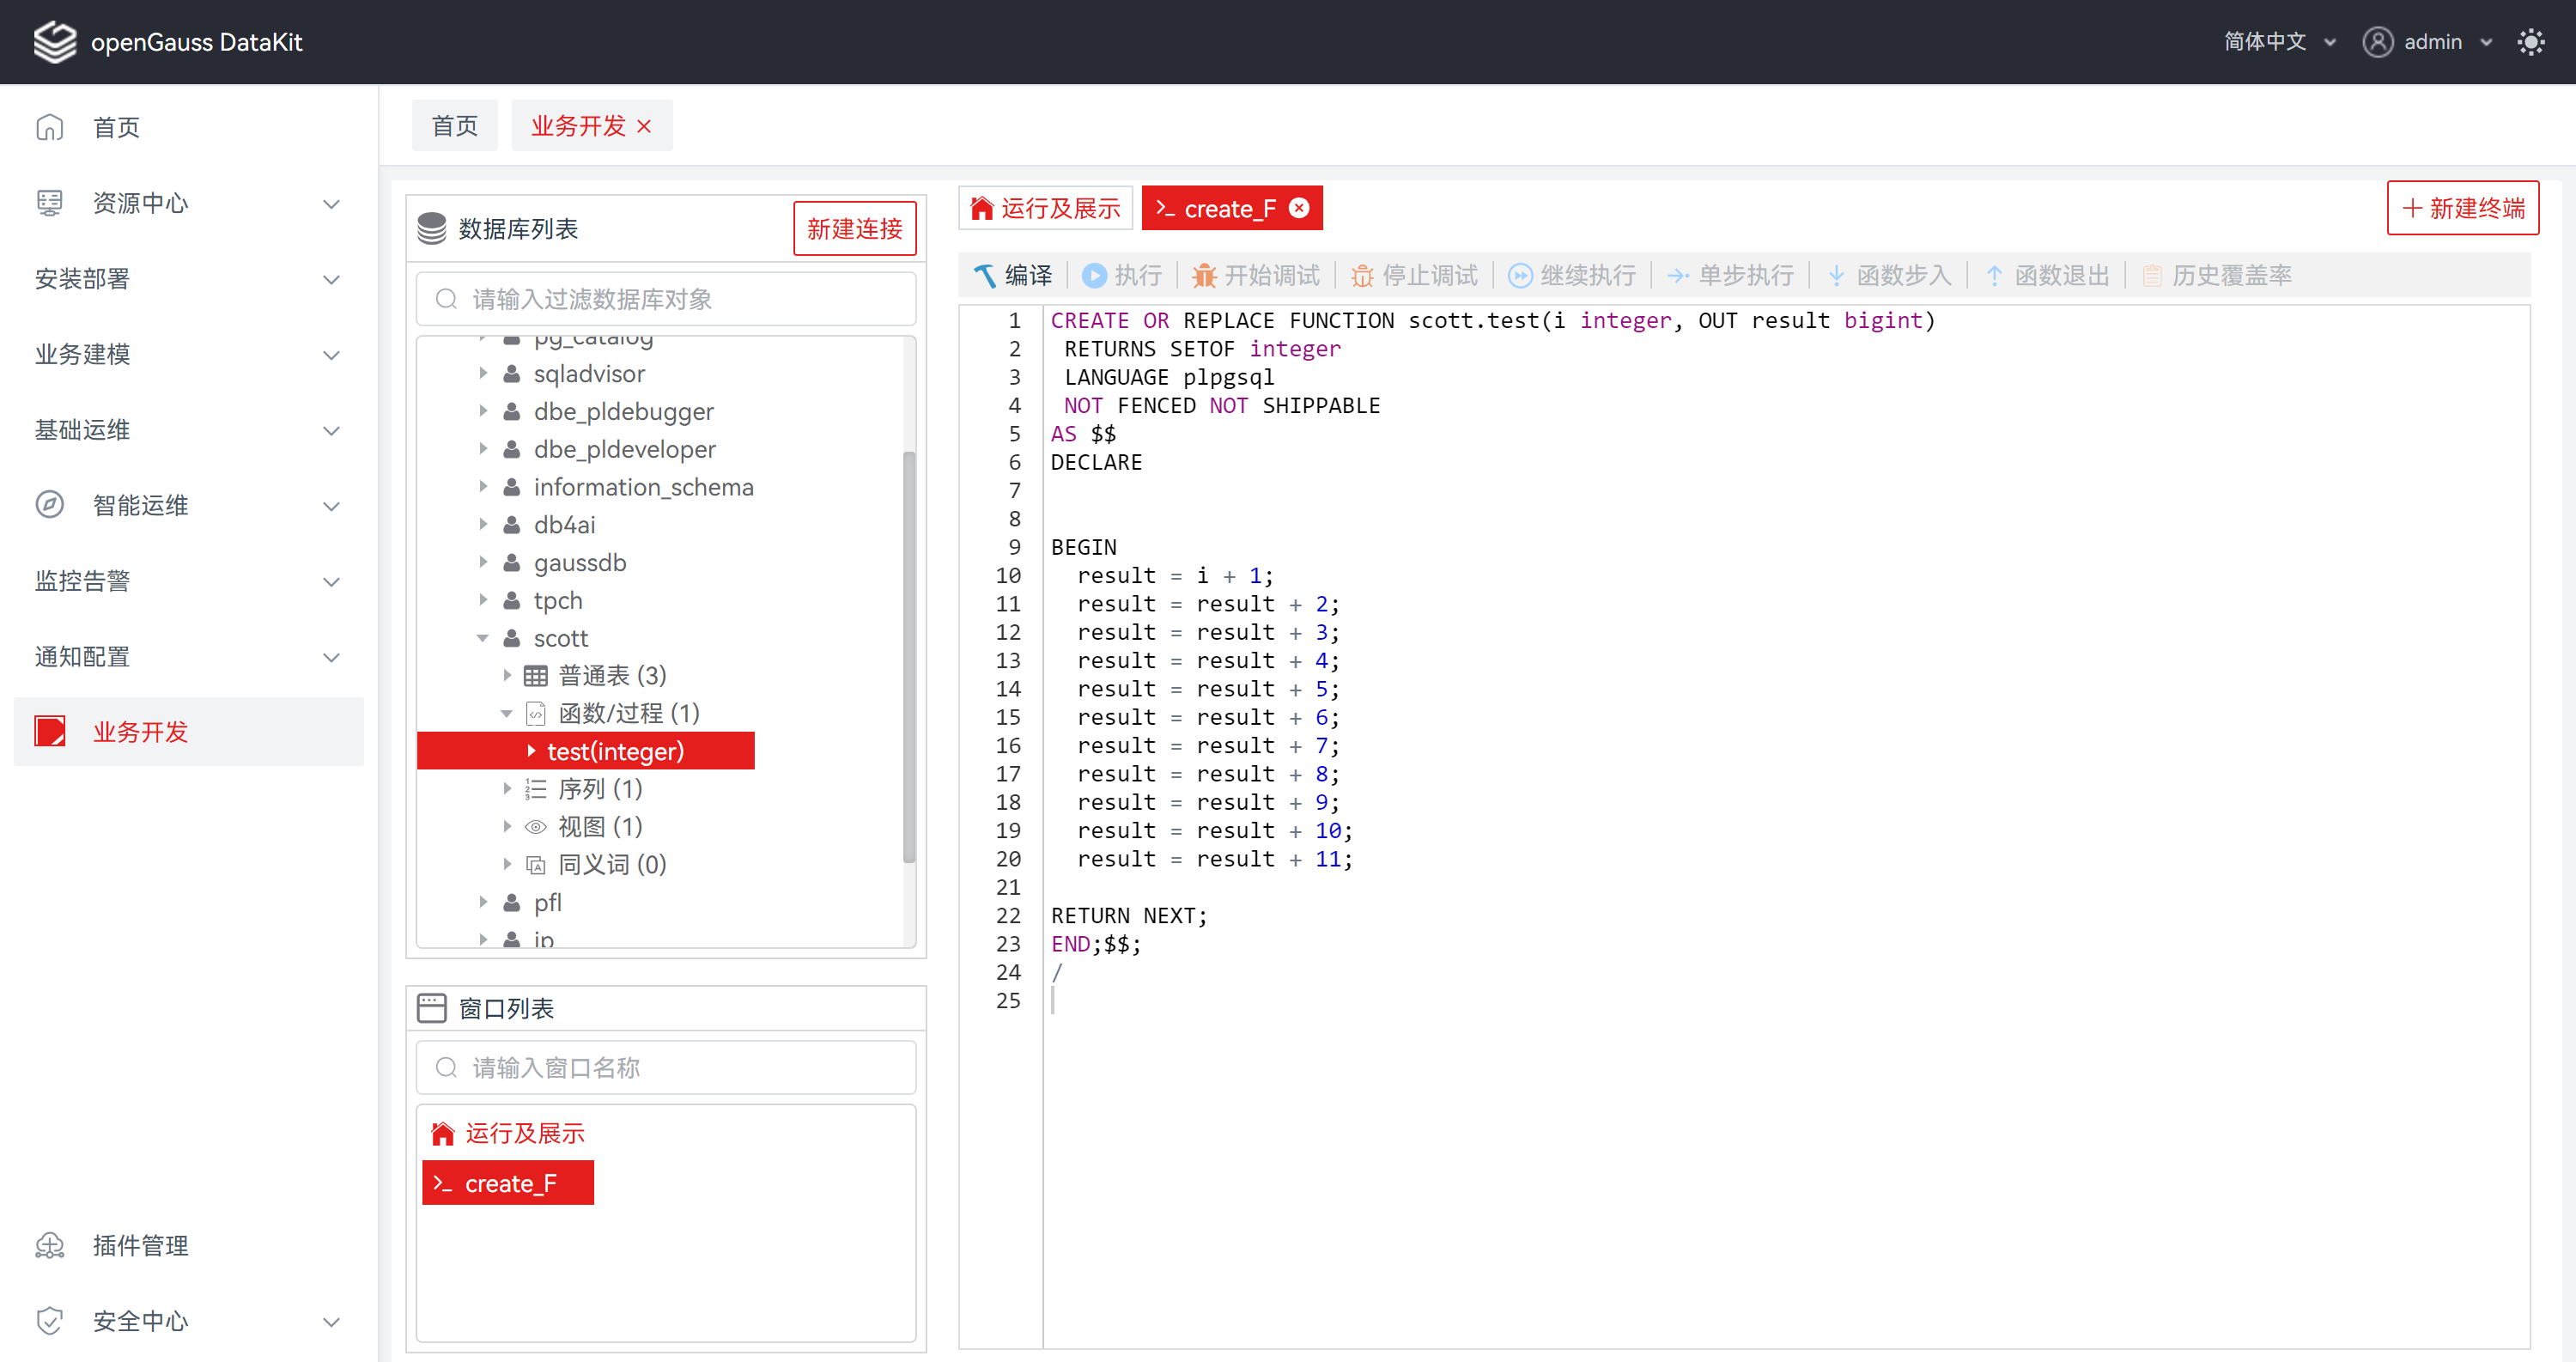 openGauss DataKit
简体中文
admin
首页
资源中心
安装部署
业务建模
基础运维
智能运维
监控告警
通知配置
业务开发
插件管理
安全中心
首页
业务开发
数据库列表
新建连接
请输入过滤数据库对象
pg_catalog
sqladvisor
dbe_pldebugger
dbe_pldeveloper
information_schema
db4ai
gaussdb
tpch
scott
普通表 (3)
函数/过程 (1)
test(integer)
序列 (1)
视图 (1)
同义词 (0)
pfl
窗口列表
请输入窗口名称
运行及展示
>_ create_F
运行及展示
>_ create_F
新建终端
编译 执行 开始调试 停止调试 继续执行 单步执行 函数步入 函数退出 历史覆盖率
1 CREATE OR REPLACE FUNCTION scott.test(i integer, OUT result bigint)
2 RETURNS SETOF integer
3 LANGUAGE plpgsql
4 NOT FENCED NOT SHIPPABLE
5 AS $$
6 DECLARE
7
8
9 BEGIN
10 result = i + 1;
11 result = result + 2;
12 result = result + 3;
13 result = result + 4;
14 result = result + 5;
15 result = result + 6;
16 result = result + 7;
17 result = result + 8;
18 result = result + 9;
19 result = result + 10;
20 result = result + 11;
21
22 RETURN NEXT;
23 END;$$;
24 /
25